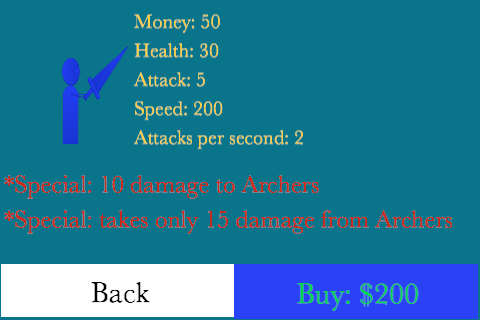 Money: 50
Health: 30
Attack: 5
Speed: 200
Attacks per second: 2
*Special: 10 damage to Archers
*Special: takes only 15 damage from Archers
Back
Buy: $200